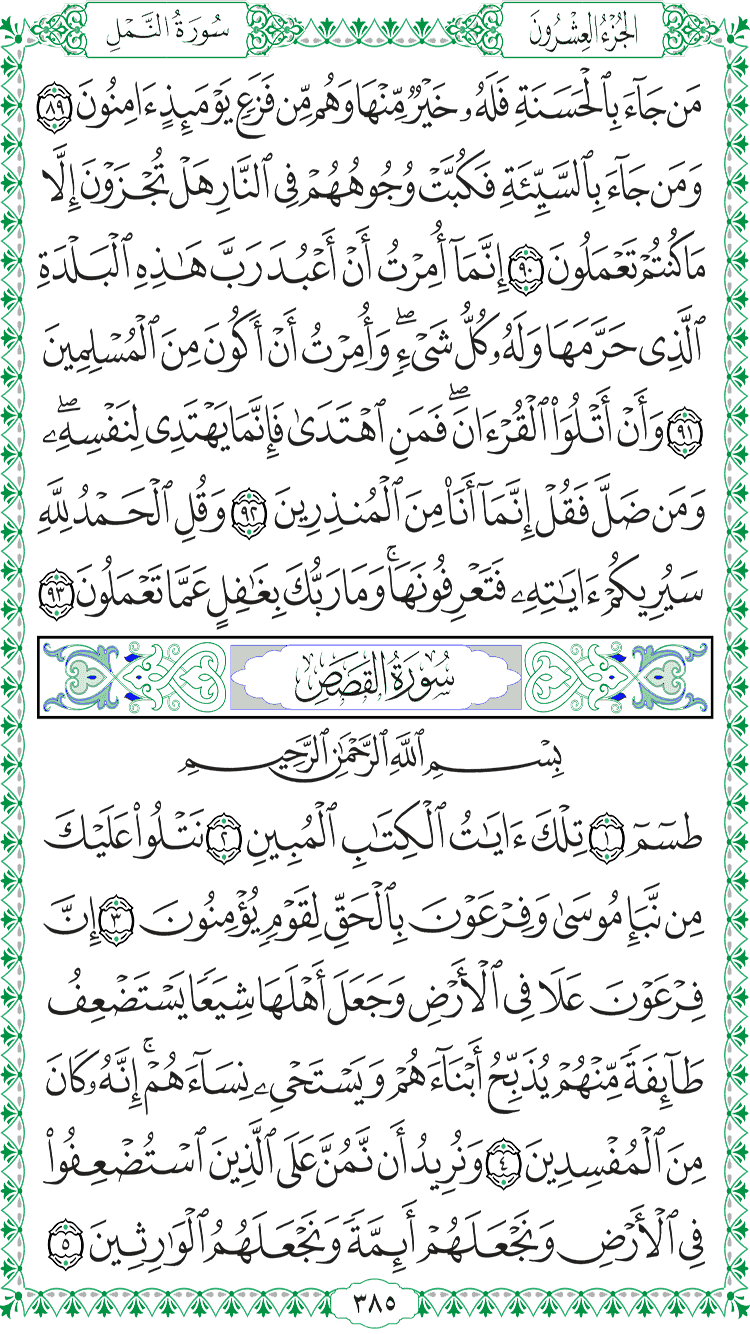 الجُزْءُ العِشْرُونَ
سُورَةُ النَّمْلِ
مَن جَآءَ بِٱلْحَسَنَةِ فَلَهُۥ خَيْرٌ مِّنْهَا وَهُم مِّن فَزَعٍ يَوْمَئِذٍ ءَامِنُونَ ٨٩
وَمَن جَآءَ بِٱلسَّيِّئَةِ فَكُبَّتْ وُجُوهُهُمْ فِى ٱلنَّارِ هَلْ تُجْزَوْنَ إِلَّا
مَا كُنتُمْ تَعْمَلُونَ ٩٠ إِنَّمَآ أُمِرْتُ أَنْ أَعْبُدَ رَبَّ هَٰذِهِ ٱلْبَلْدَةِ
ٱلَّذِى حَرَّمَهَا وَلَهُۥ كُلُّ شَىْءٍۖ وَأُمِرْتُ أَنْ أَكُونَ مِنَ ٱلْمُسْلِمِينَ
٩١ وَأَنْ أَتْلُوَا۟ ٱلْقُرْءَانَۖ فَمَنِ ٱهْتَدَىٰ فَإِنَّمَا يَهْتَدِى لِنَفْسِهِۦۖ
وَمَن ضَلَّ فَقُلْ إِنَّمَآ أَنَا۠ مِنَ ٱلْمُنذِرِينَ ٩٢ وَقُلِ ٱلْحَمْدُ لِلَّهِ
سَيُرِيكُمْ ءَايَٰتِهِۦ فَتَعْرِفُونَهَاۚ وَمَا رَبُّكَ بِغَٰفِلٍ عَمَّا تَعْمَلُونَ ٩٣
سُورَةُ القَصَصِ
بِسْمِ ٱللَّهِ ٱلرَّحْمَٰنِ ٱلرَّحِيمِ
طسٓمٓ ١ تِلْكَ ءَايَٰتُ ٱلْكِتَٰبِ ٱلْمُبِينِ ٢ نَتْلُوا۟ عَلَيْكَ
مِن نَّبَإِ مُوسَىٰ وَفِرْعَوْنَ بِٱلْحَقِّ لِقَوْمٍ يُؤْمِنُونَ ٣ إِنَّ
فِرْعَوْنَ عَلَا فِى ٱلْأَرْضِ وَجَعَلَ أَهْلَهَا شِيَعًا يَسْتَضْعِفُ
طَآئِفَةً مِّنْهُمْ يُذَبِّحُ أَبْنَآءَهُمْ وَيَسْتَحْىِۦ نِسَآءَهُمْۚ إِنَّهُۥ كَانَ
مِنَ ٱلْمُفْسِدِينَ ٤ وَنُرِيدُ أَن نَّمُنَّ عَلَى ٱلَّذِينَ ٱسْتُضْعِفُوا۟
فِى ٱلْأَرْضِ وَنَجْعَلَهُمْ أَئِمَّةً وَنَجْعَلَهُمُ ٱلْوَٰرِثِينَ ٥
٣٨٥